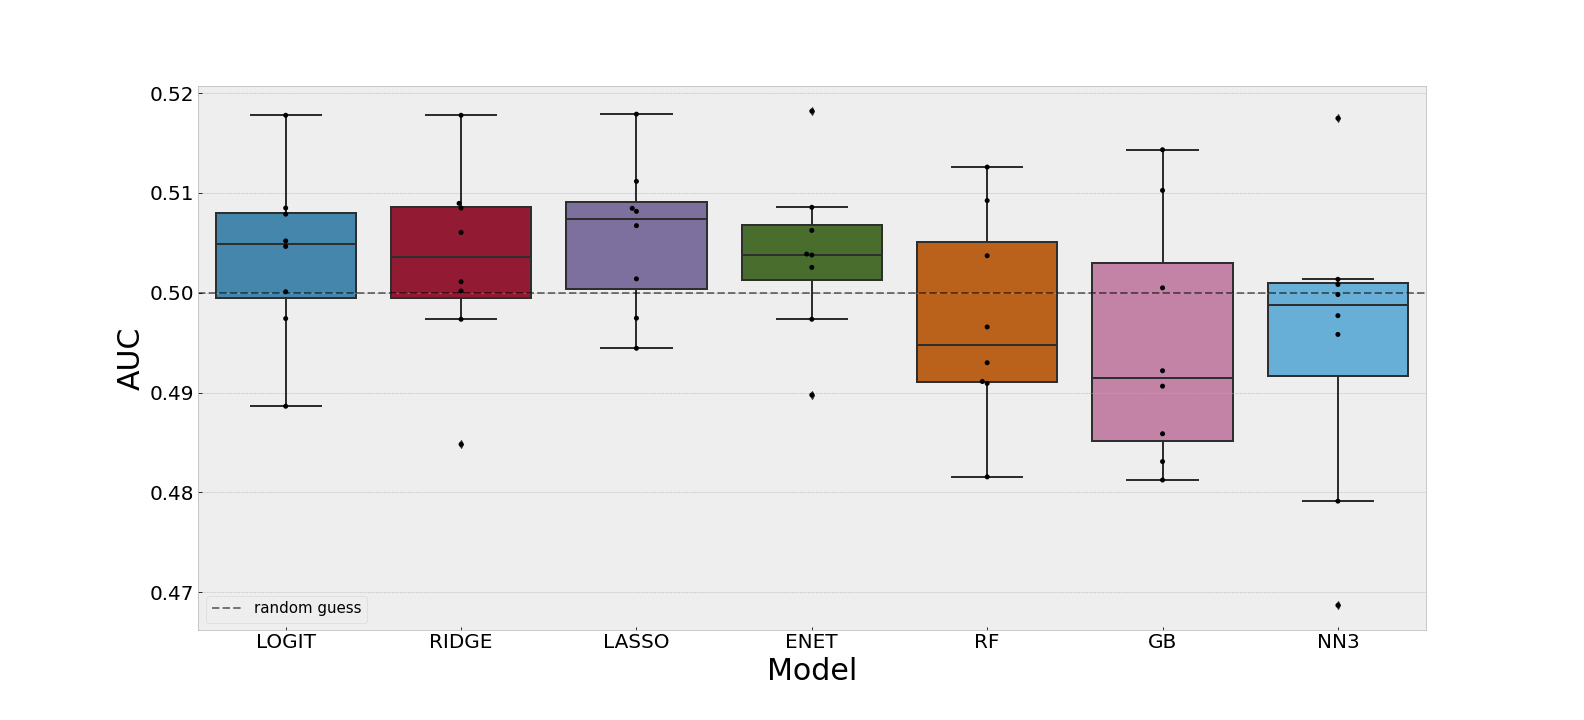 0.52
0.51
0.50
0.49
0.48
0.47
AUC
random guess
LOGIT RIDGE LASSO ENET RF GB NN3
Model